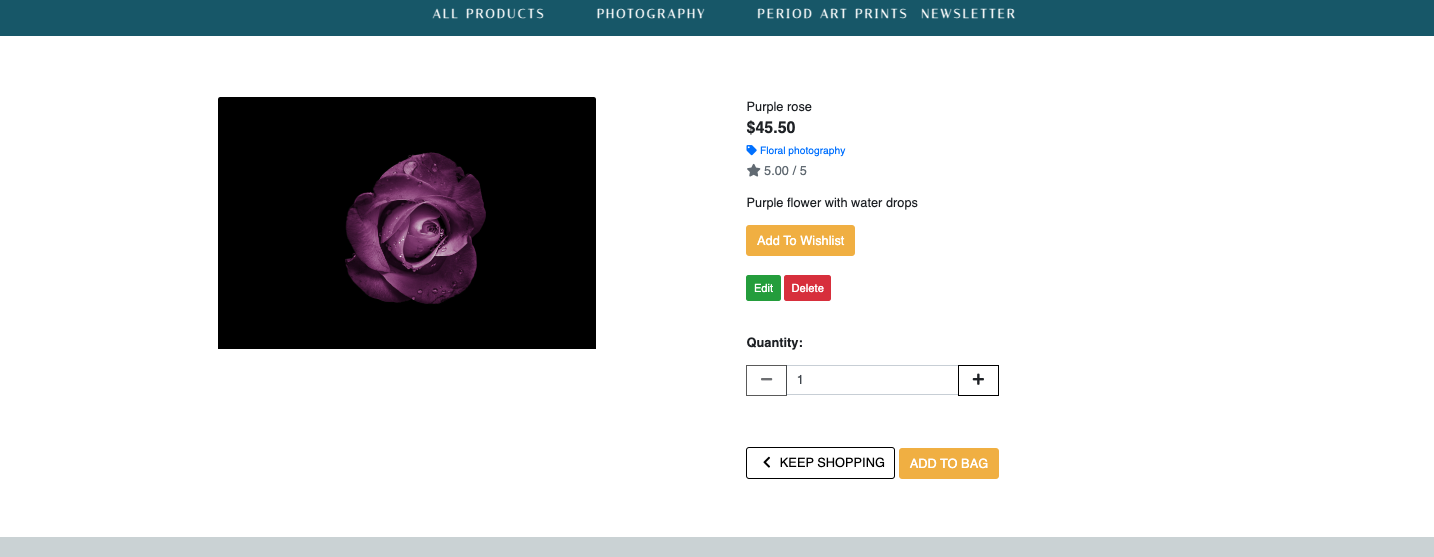 ALL PRODUCTS PHOTOGRAPHY PERIOD ART PRINTS NEWSLETTER
Purple rose
$45.50
Floral photography
5.00 / 5
Purple flower with water drops
Add To Wishlist
Edit Delete
Quantity:
1
KEEP SHOPPING ADD TO BAG